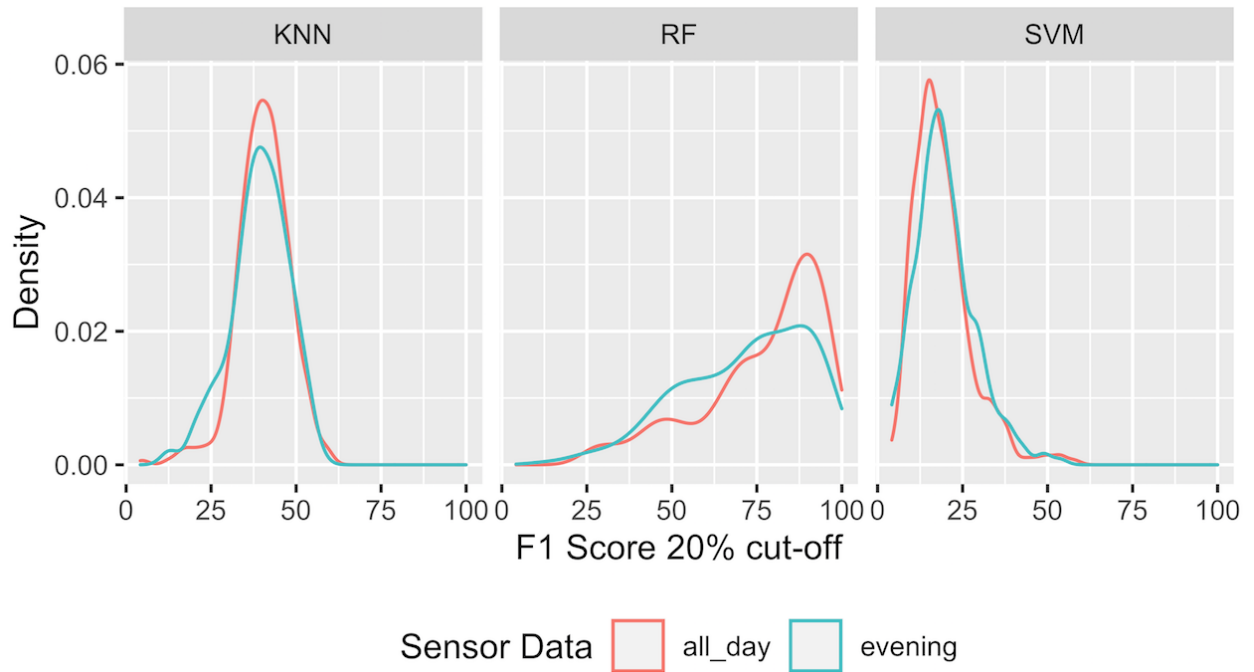 KNN RF SVM
0.06
0.04
0.02
0.00
Density
0 25 50 75 100 0 25 50 75 100 0 25 50 75 100
F1 Score 20% cut-off
Sensor Data all_day evening